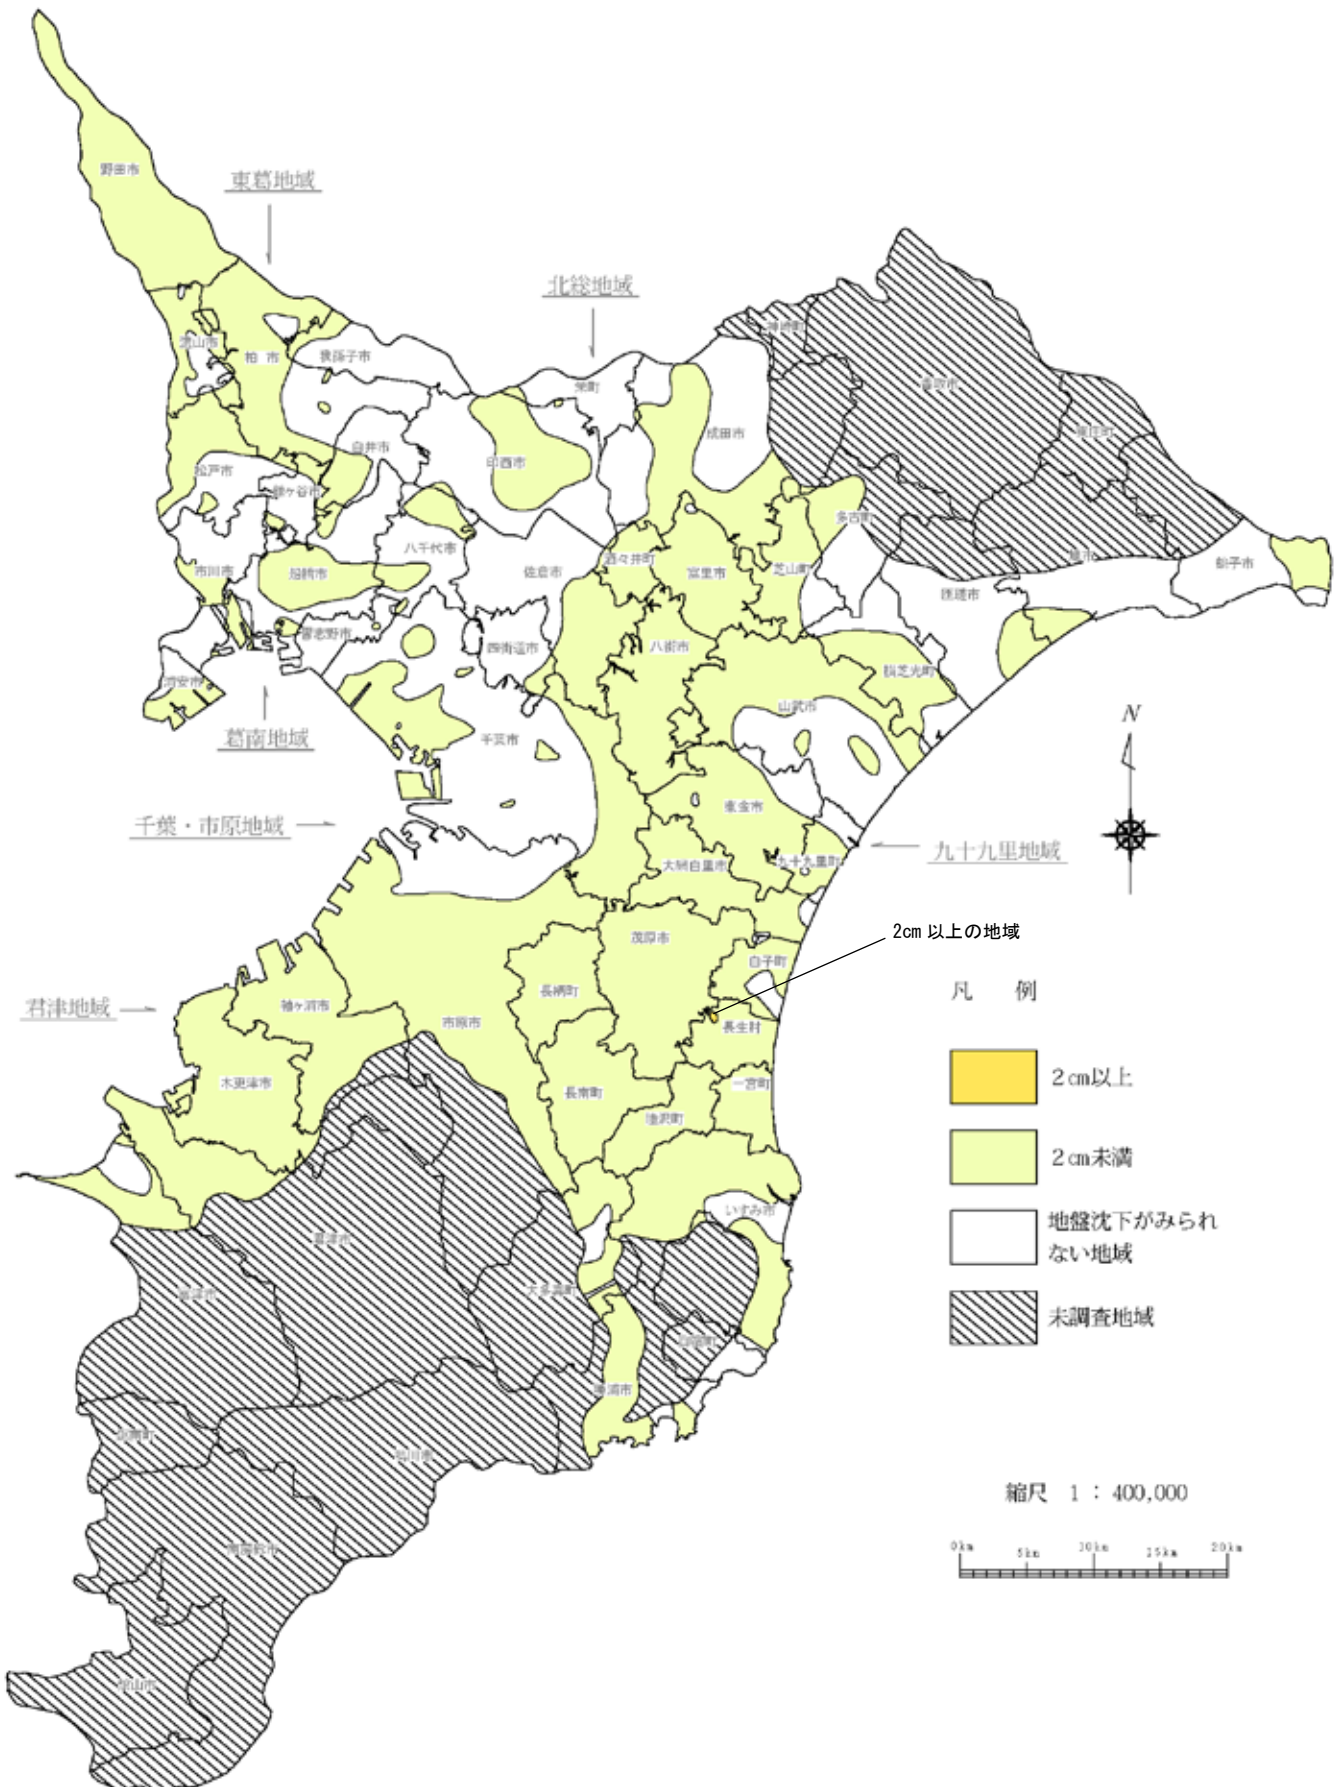 野田市
東葛地域
北総地域
神崎町
流山市
柏市
我孫子市
栄町
香取市
成田市
東庄町
白井市
印西市
松戸市
鎌ケ谷市
多古町
八千代市
酒々井町
佐倉市
富里市
芝山町
旭市
銚子市
市川市
船橋市
匝瑳市
習志野市
四街道市
八街市
横芝光町
浦安市
山武市
N
葛南地域
千葉市
東金市
千葉・市原地域
九十九里地域
大網白里市
九十九里町
2cm 以上の地域
茂原市
白子町
凡 例
君津地域
袖ヶ浦市
長柄町
市原市
長生村
2cm以上
木更津市
長南町
一宮町
睦沢町
2cm未満
いすみ市
地盤沈下がみられ
ない地域
君津市
富津市
大多喜町
未調査地域
御宿町
勝浦市
鋸南町
鴨川市
縮尺 1：400,000
南房総市
0km 5km 10km 15km 20km
館山市